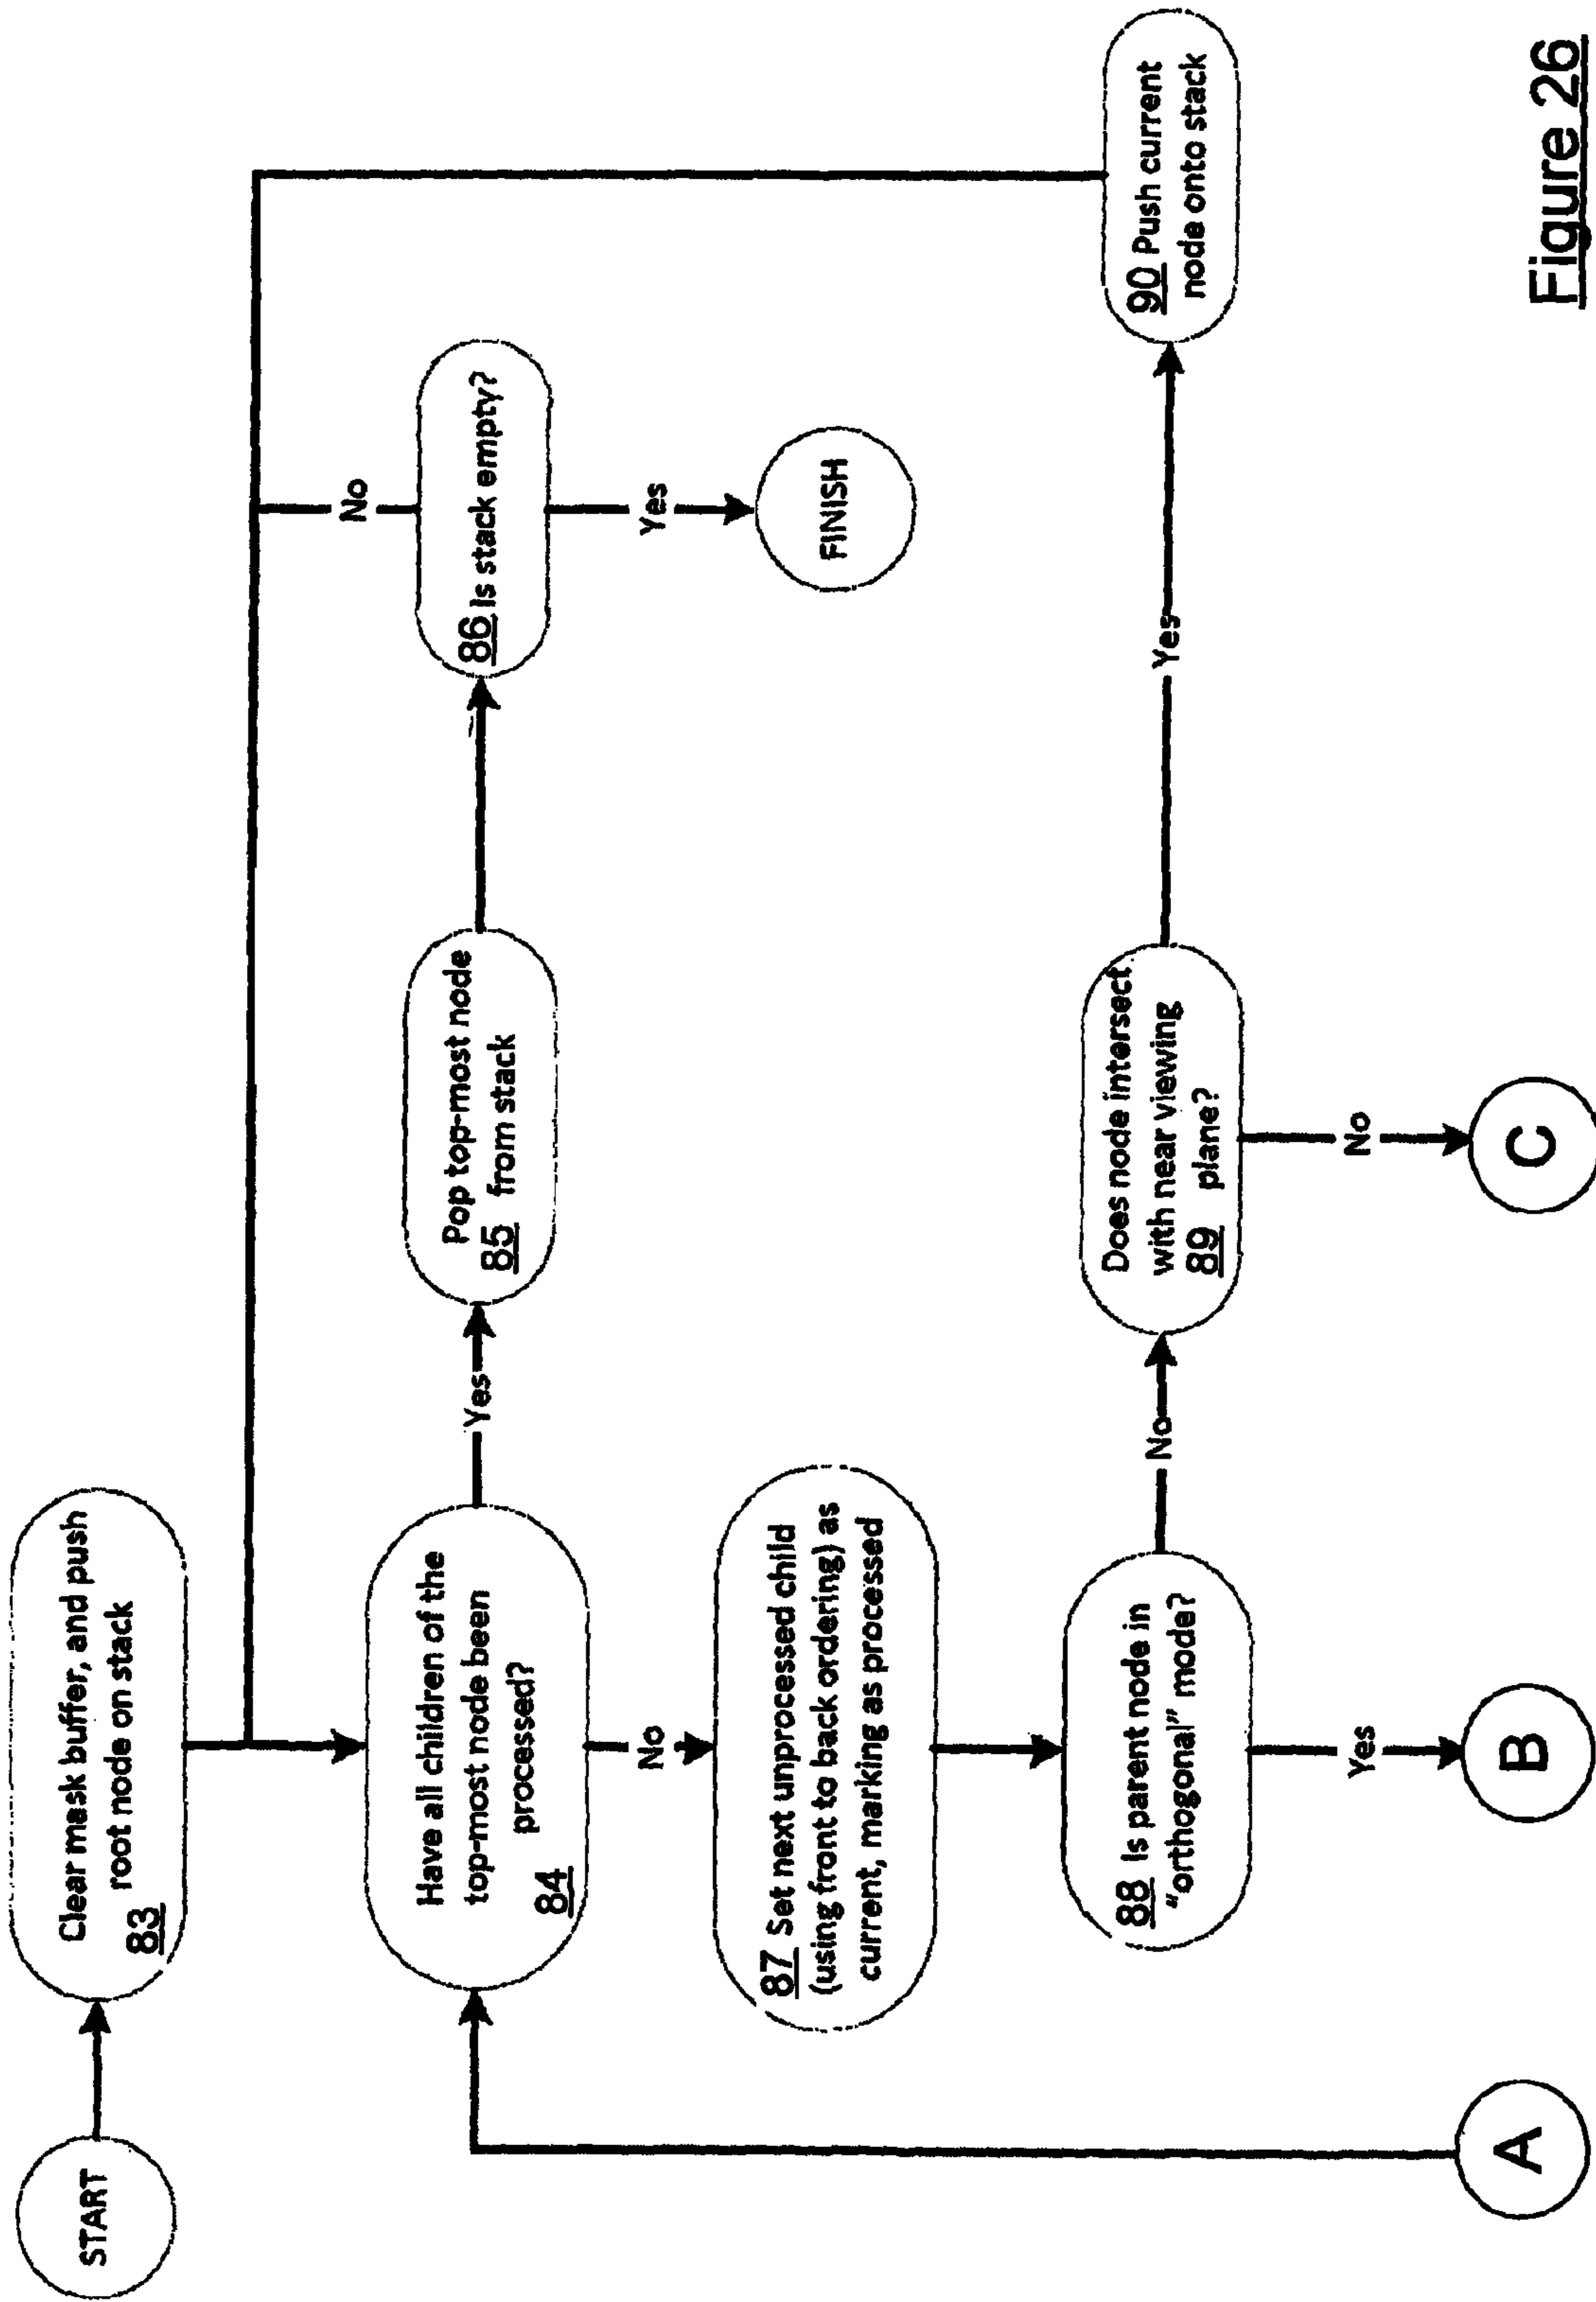 START
Clear mask buffer, and push
root node on stack
83
Have all children of the
top-most node been
processed?
84
Yes
Pop top-most node
85 from stack
86 Is stack empty?
No
Yes
FINISH
No
87 Set next unprocessed child
(using front to back ordering) as
current, marking as processed
88 Is parent node in
"orthogonal" mode?
No
Does node intersect
with near viewing
89 plane?
Yes
90 Push current
node onto stack
A
Yes
B
No
C
Figure 26